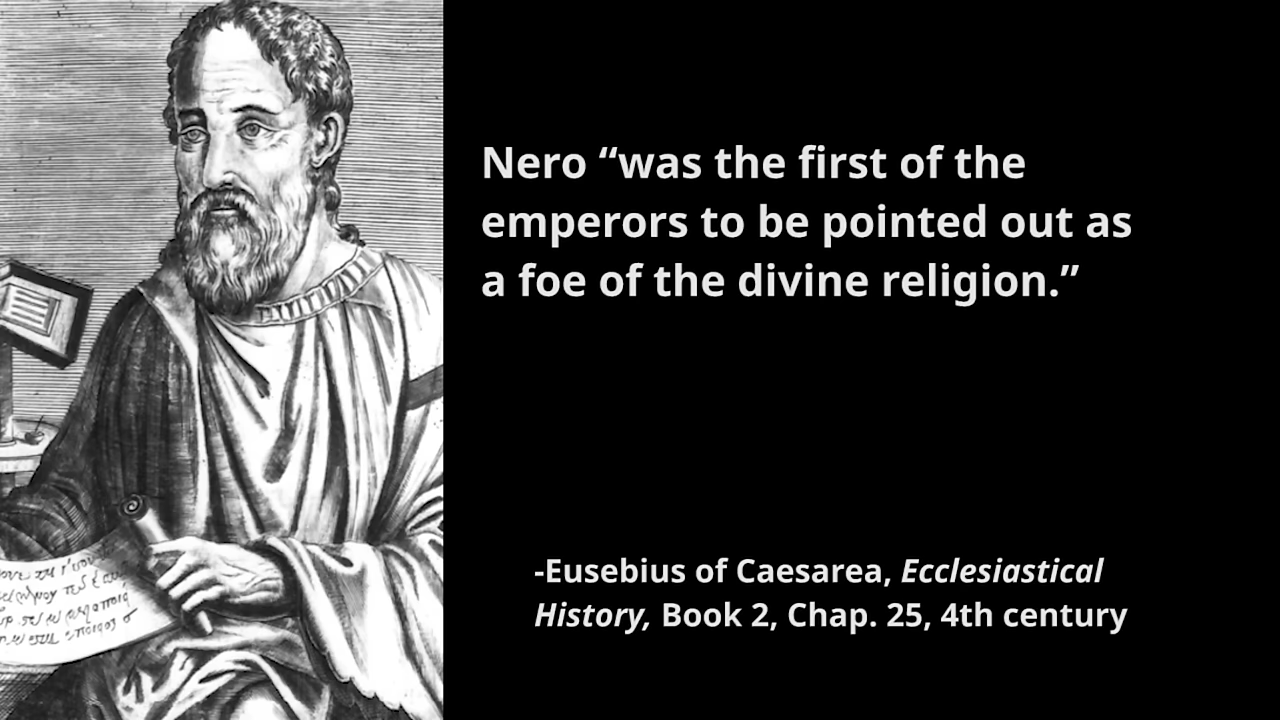 Nero “was the first of the
emperors to be pointed out as
a foe of the divine religion.”
-Eusebius of Caesarea, Ecclesiastical
History, Book 2, Chap. 25, 4th century